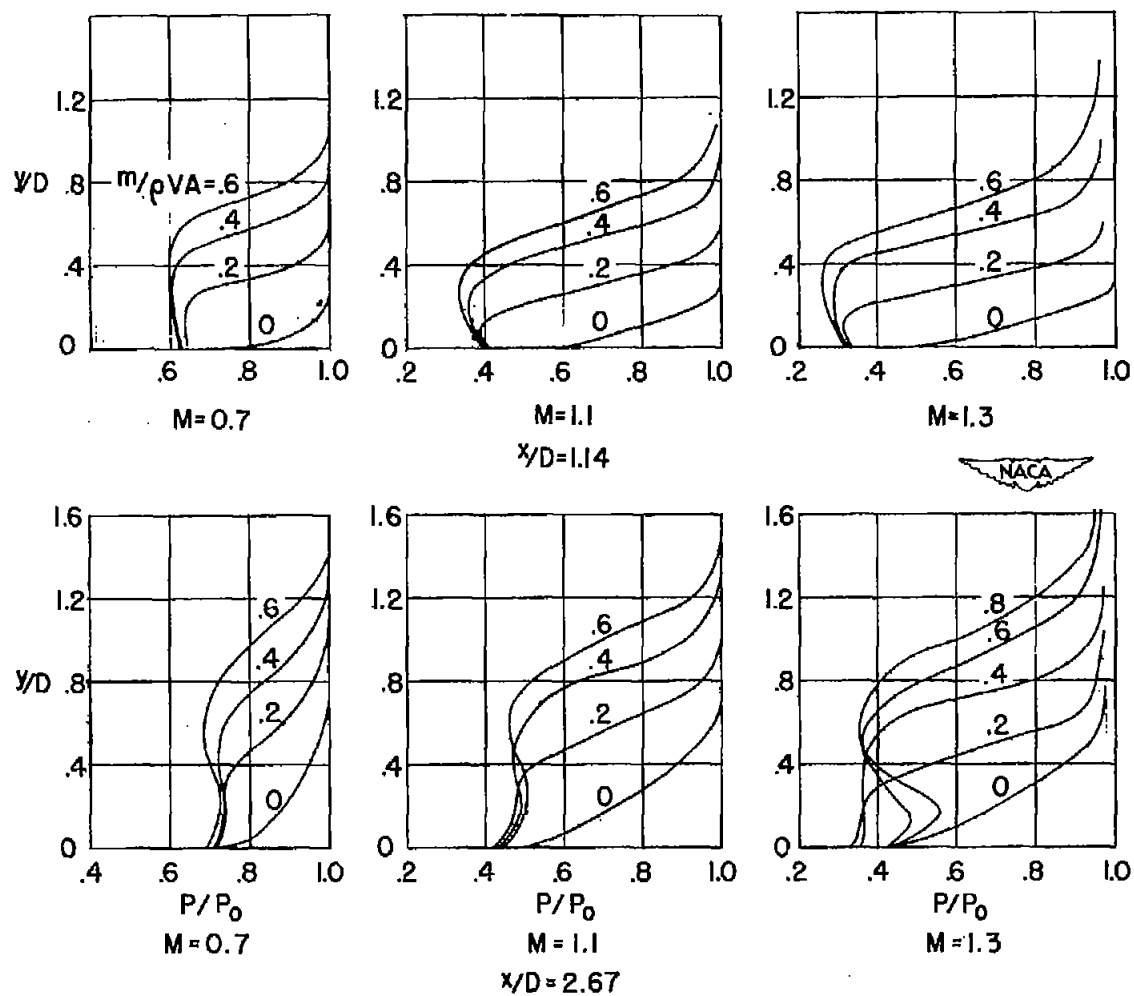 1.2
1.2
1.2
y/D .8 m/ρVA=.6
.8
.8
.6
.6
.4
.4
.4
.4
.2
.4
.2
.4
.2
0
0
0
0
0
0
.6 .8 1.0
.2 .4 .6 .8 1.0
.2 .4 .6 .8 1.0
M=0.7
M=1.1
M=1.3
x/D=1.14
NACA
1.6
1.6
1.6
1.2
.6
1.2
.6
1.2
.8
.6
y/D .8
.4
.8
.4
.8
.4
.2
.2
.2
.4
0
.4
0
.4
0
0
0
0
.4 .6 .8 1.0
.2 .4 .6 .8 1.0
.2 .4 .6 .8 1.0
P/P₀
P/P₀
P/P₀
M=0.7
M=1.1
M=1.3
x/D=2.67